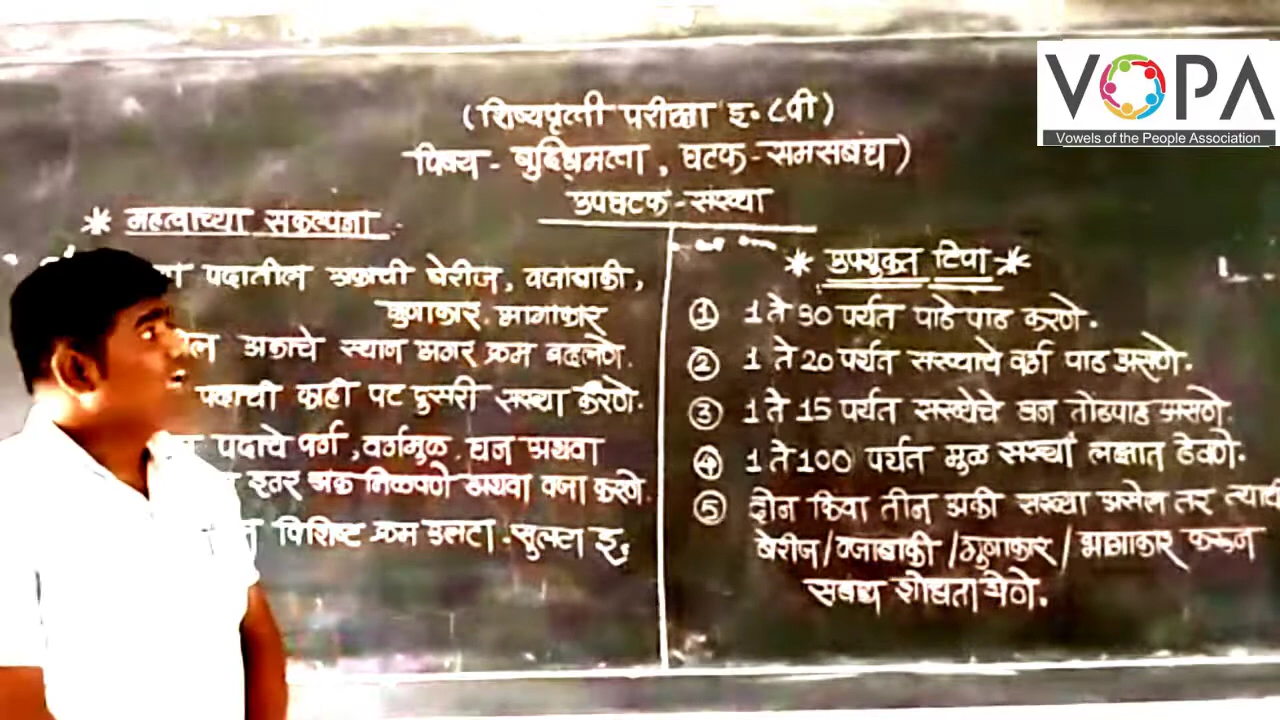 VOPA
Vowels of the People Association
(शिष्यवृत्ती परीक्षा इ. ८वी)
विषय - बुद्धिमत्ता, घटक - समसबंध)
उपघटक - संख्या
* महत्वाच्या संकल्पना
पदातील अंकाची बेरीज, वजाबाकी,
गुणाकार. भागाकार
अंकाचे स्थान अगर क्रम बदलणे.
पदाची काही पट दुसरी संख्या करणे.
पदाचे वर्ग, वर्गमुळ, घन अथवा
इतर अंक मिळवणे अथवा वजा करणे.
विशिष्ट क्रम उलटा-सुलटा इ.
* उपयुक्त टिपा *
① 1 ते 30 पर्यंत पाढे पाठ करणे.
② 1 ते 20 पर्यंत संख्याचे वर्ग पाठ असणे.
③ 1 ते 15 पर्यंत संख्येचे घन तोंडपाठ असणे.
④ 1 ते 100 पर्यंत मुळ संख्या लक्षात ठेवणे.
⑤ दोन किंवा तीन अंकी संख्या असेल तर
बेरीज/वजाबाकी/गुणाकार/भागाकार करून
संबंध शोधता येणे.